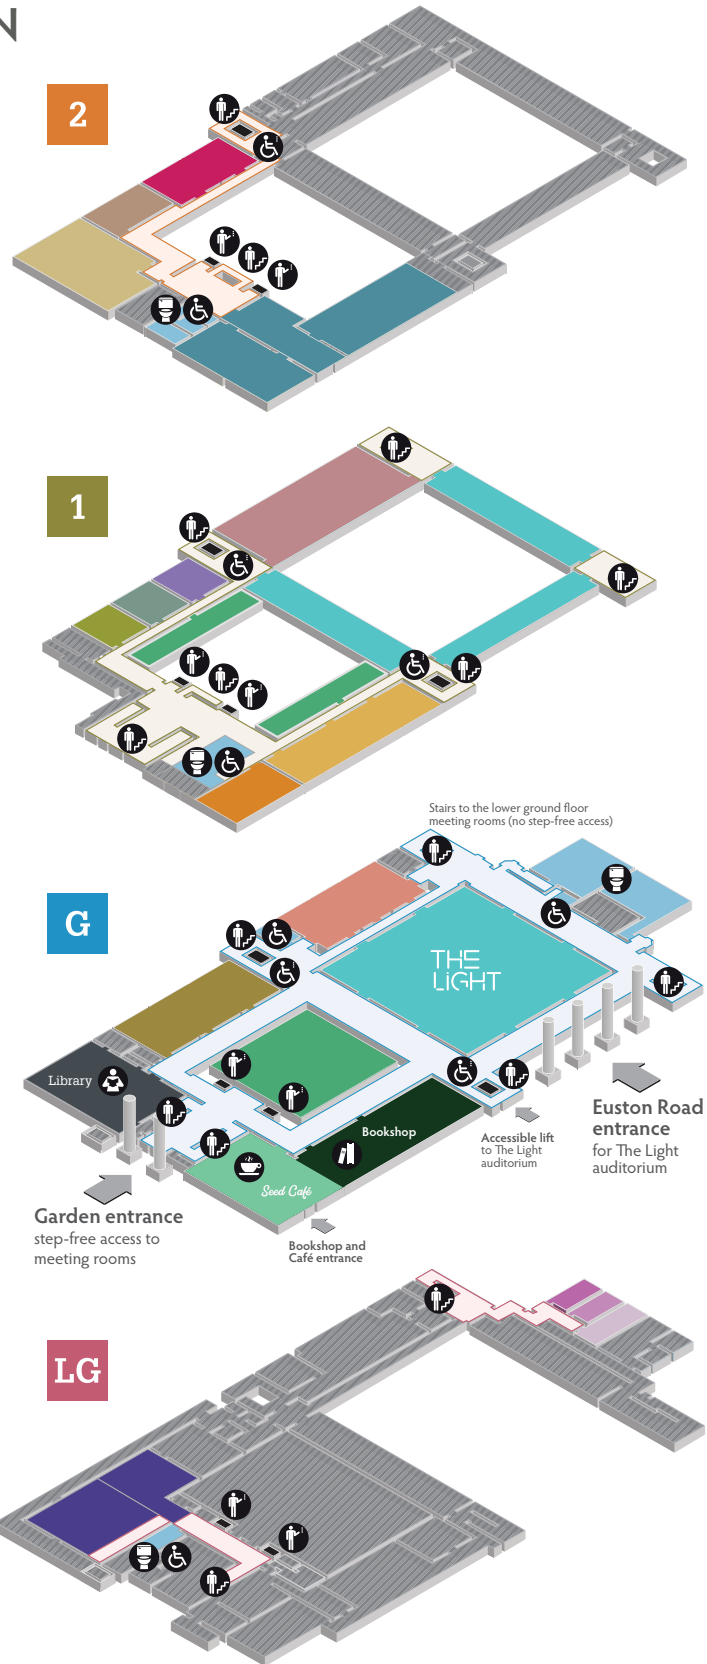 N
2
1
Stairs to the lower ground floor
meeting rooms (no step-free access)
G
THE
LIGHT
Library
Bookshop
Seed Café
Euston Road
entrance
for The Light
auditorium
Accessible lift
to The Light
auditorium
Garden entrance
step-free access to
meeting rooms
Bookshop and
Café entrance
LG